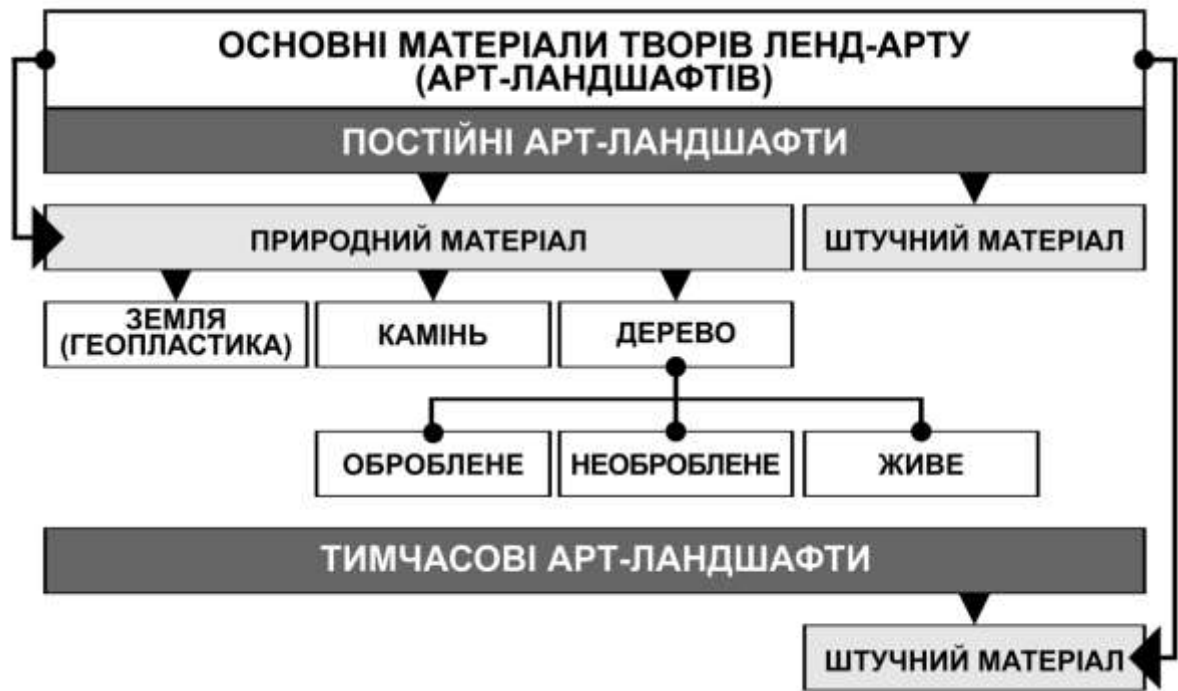 ОСНОВНІ МАТЕРІАЛИ ТВОРІВ ЛЕНД-АРТУ
(АРТ-ЛАНДШАФТІВ)
ПОСТІЙНІ АРТ-ЛАНДШАФТИ
ПРИРОДНИЙ МАТЕРІАЛ
ШТУЧНИЙ МАТЕРІАЛ
ЗЕМЛЯ
(ГЕОПЛАСТИКА)
КАМІНЬ
ДЕРЕВО
ОБРОБЛЕНЕ
НЕОБРОБЛЕНЕ
ЖИВЕ
ТИМЧАСОВІ АРТ-ЛАНДШАФТИ
ШТУЧНИЙ МАТЕРІАЛ